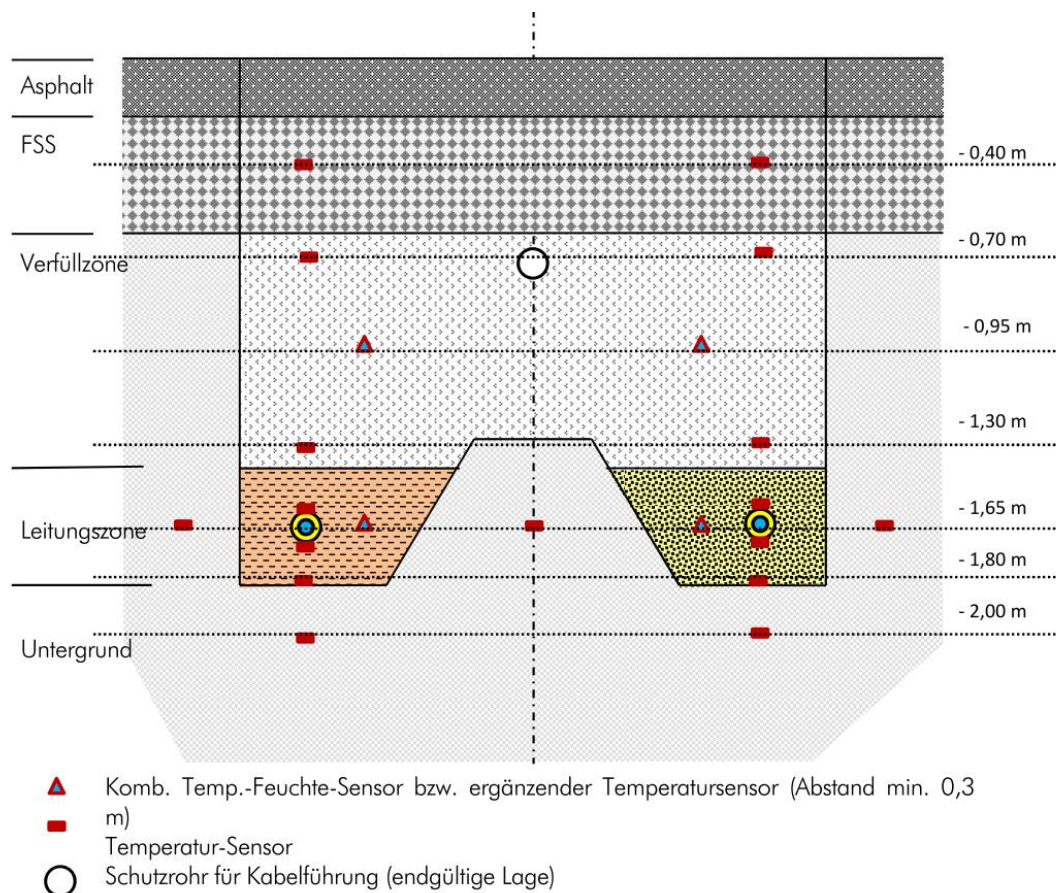 Asphalt
FSS
- 0,40 m
- 0,70 m
Verfüllzone
- 0,95 m
- 1,30 m
- 1,65 m
Leitungszone
- 1,80 m
- 2,00 m
Untergrund
Komb. Temp.-Feuchte-Sensor bzw. ergänzender Temperatursensor (Abstand min. 0,3
m)
Temperatur-Sensor
Schutzrohr für Kabelführung (endgültige Lage)